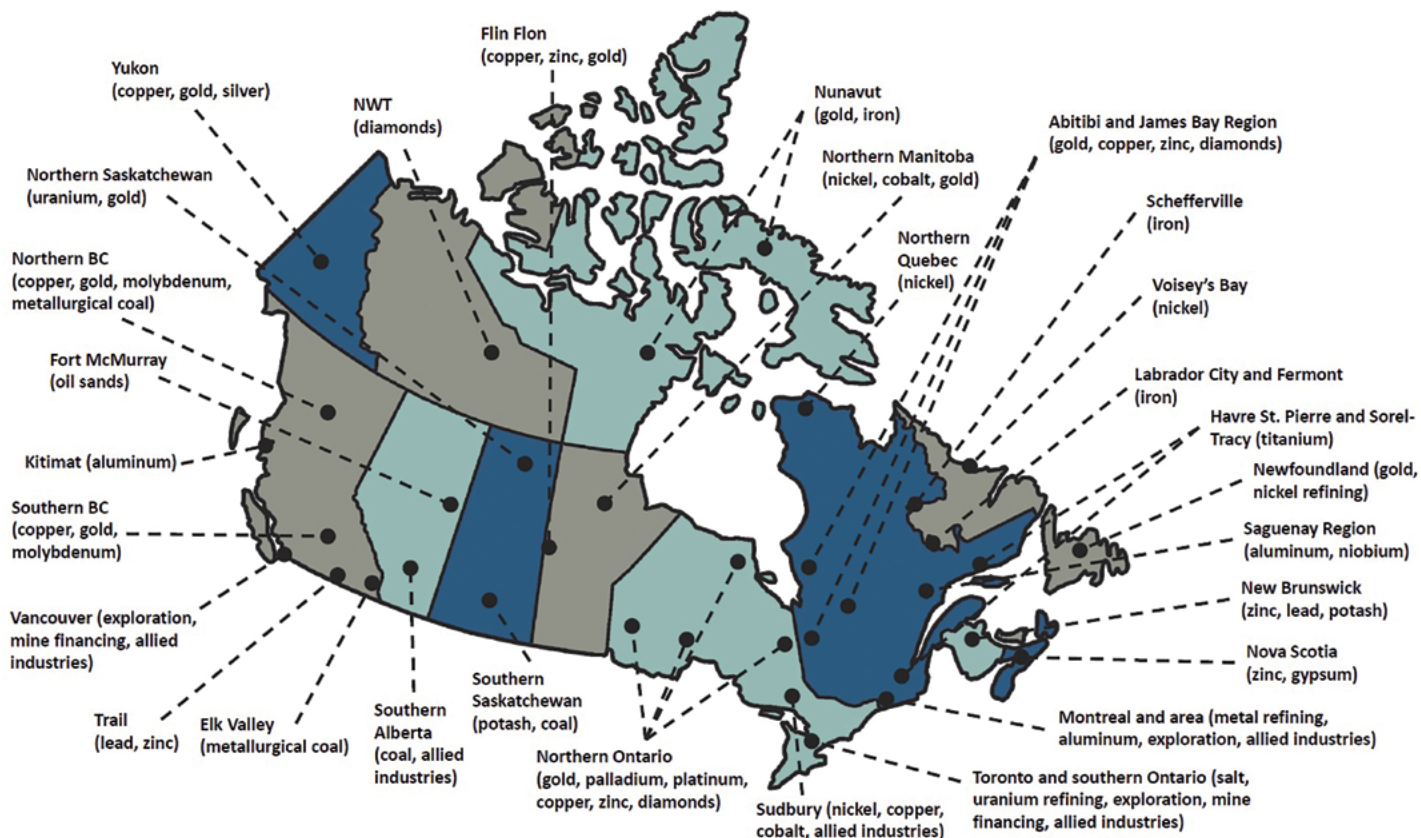 Flin Flon
(copper, zinc, gold)
Yukon
(copper, gold, silver)
NWT
(diamonds)
Nunavut
(gold, iron)
Abitibi and James Bay Region
(gold, copper, zinc, diamonds)
Northern Manitoba
(nickel, cobalt, gold)
Northern Saskatchewan
(uranium, gold)
Schefferville
(iron)
Northern
Quebec
(nickel)
Northern BC
(copper, gold, molybdenum,
metallurgical coal)
Voisey's Bay
(nickel)
Fort McMurray
(oil sands)
Labrador City and Fermont
(iron)
Havre St. Pierre and Sorel-
Tracy (titanium)
Kitimat (aluminum)
Newfoundland (gold,
nickel refining)
Southern BC
(copper, gold,
molybdenum)
Saguenay Region
(aluminum, niobium)
New Brunswick
(zinc, lead, potash)
Vancouver (exploration,
mine financing, allied
industries)
Nova Scotia
(zinc, gypsum)
Trail
(lead, zinc)
Elk Valley
(metallurgical coal)
Southern
Alberta
(coal, allied
industries)
Southern
Saskatchewan
(potash, coal)
Northern Ontario
(gold, palladium, platinum,
copper, zinc, diamonds)
Montreal and area (metal refining,
aluminum, exploration, allied industries)
Sudbury (nickel, copper,
cobalt, allied industries)
Toronto and southern Ontario (salt,
uranium refining, exploration, mine
financing, allied industries)